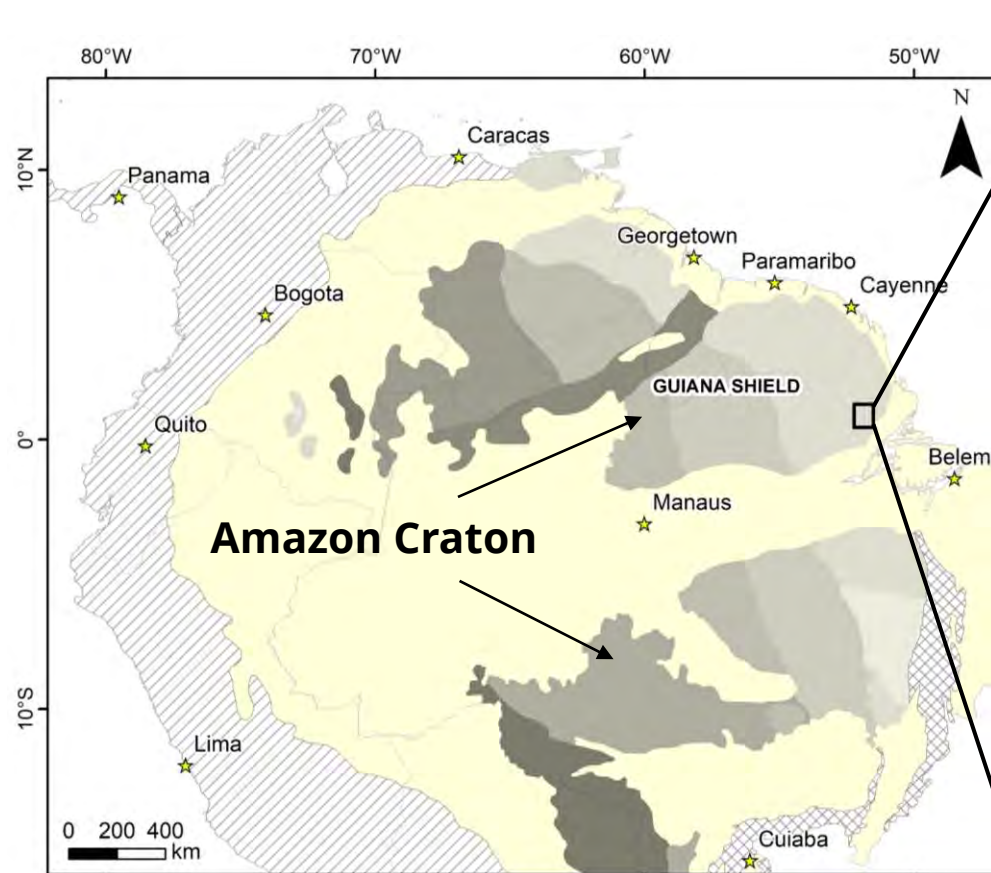 80°W 70°W 60°W 50°W
N
Caracas
10°N
Panama
Georgetown
Paramaribo
Cayenne
Bogota
GUIANA SHIELD
Quito
0°
Belem
Manaus
Amazon Craton
10°S
Lima
0 200 400
km
Cuiaba